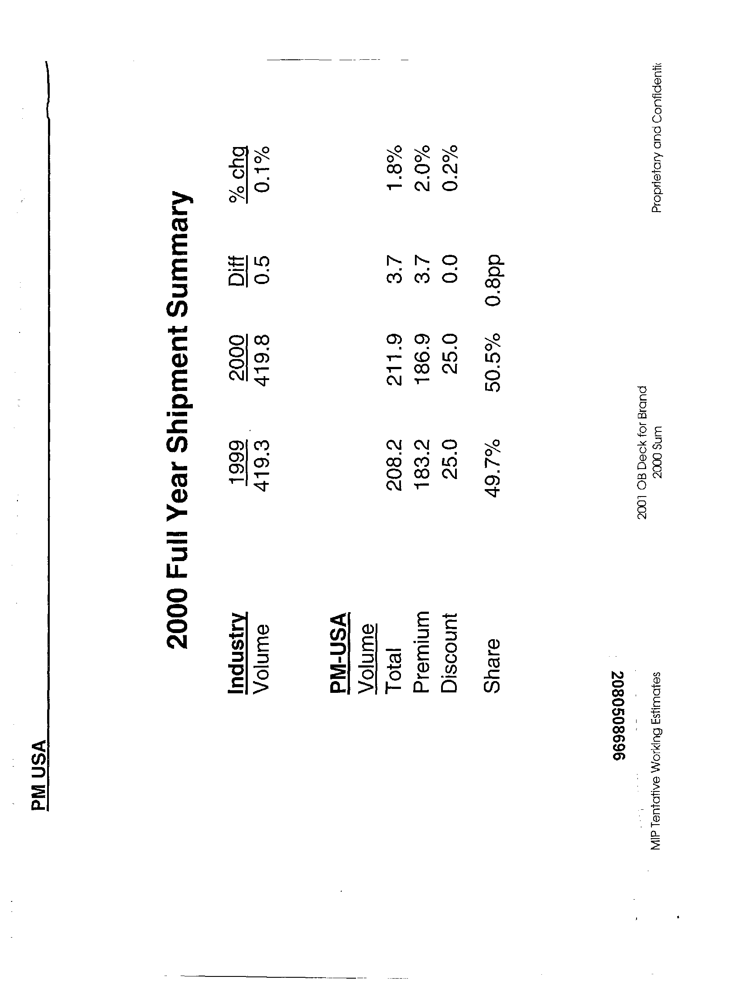 PM USA
2000 Full Year Shipment Summary
Industry 1999 2000 Diff % chg
Volume 419.3 419.8 0.5 0.1%
PM-USA
Volume
Total 208.2 211.9 3.7 1.8%
Premium 183.2 186.9 3.7 2.0%
Discount 25.0 25.0 0.0 0.2%
Share 49.7% 50.5% 0.8pp
2080508696
2001 OB Deck for Brand
MIP Tentative Working Estimates 2000 Sum Proprietary and Confidentia